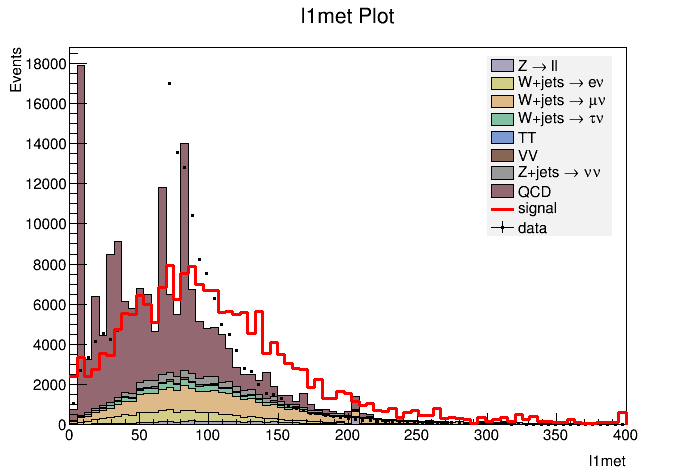 l1met Plot
Events
18000
16000
14000
12000
10000
8000
6000
4000
2000
0
Z → ll
W+jets → eν
W+jets → μν
W+jets → τν
TT
VV
Z+jets → νν
QCD
signal
data
0 50 100 150 200 250 300 350 400
l1met